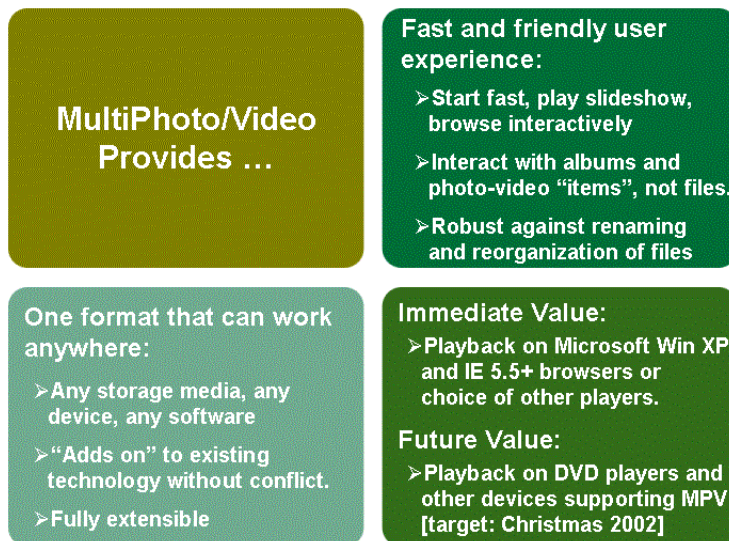 MultiPhoto/Video
Provides …
Fast and friendly user
experience:
➢Start fast, play slideshow,
browse interactively
➢Interact with albums and
photo-video “items”, not files.
➢Robust against renaming
and reorganization of files
One format that can work
anywhere:
➢Any storage media, any
device, any software
➢“Adds on” to existing
technology without conflict.
➢Fully extensible
Immediate Value:
➢Playback on Microsoft Win XP
and IE 5.5+ browsers or
choice of other players.
Future Value:
➢Playback on DVD players and
other devices supporting MPV
[target: Christmas 2002]